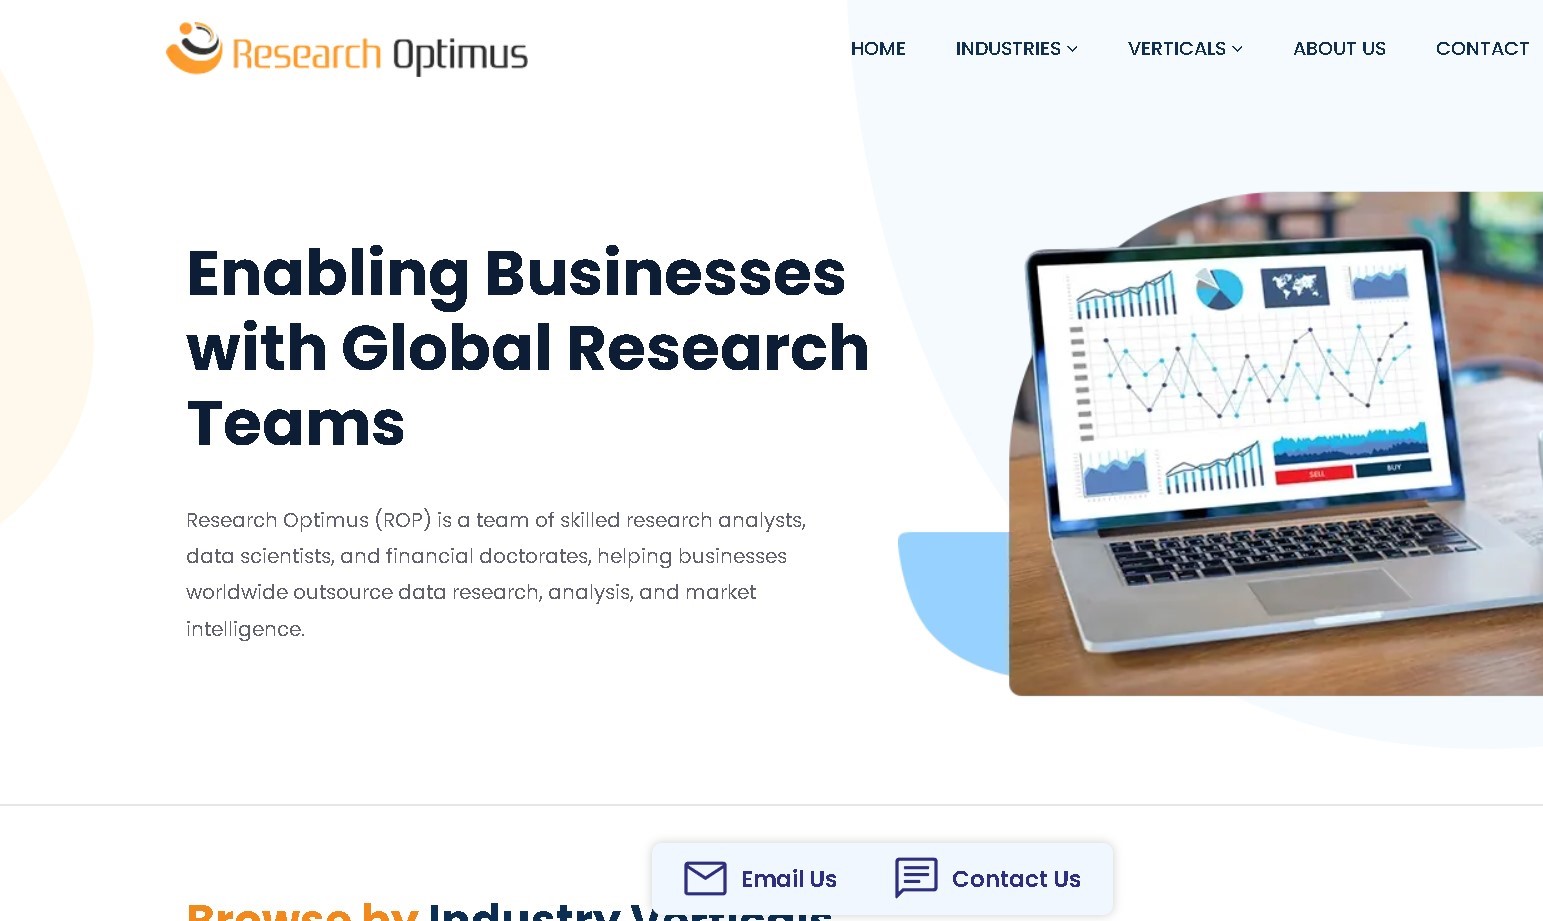 Research Optimus
HOME INDUSTRIES VERTICALS ABOUT US CONTACT
Enabling Businesses
with Global Research
Teams
Research Optimus (ROP) is a team of skilled research analysts,
data scientists, and financial doctorates, helping businesses
worldwide outsource data research, analysis, and market
intelligence.
SELL BUY
Email Us Contact Us
Browse by Industry Verticals